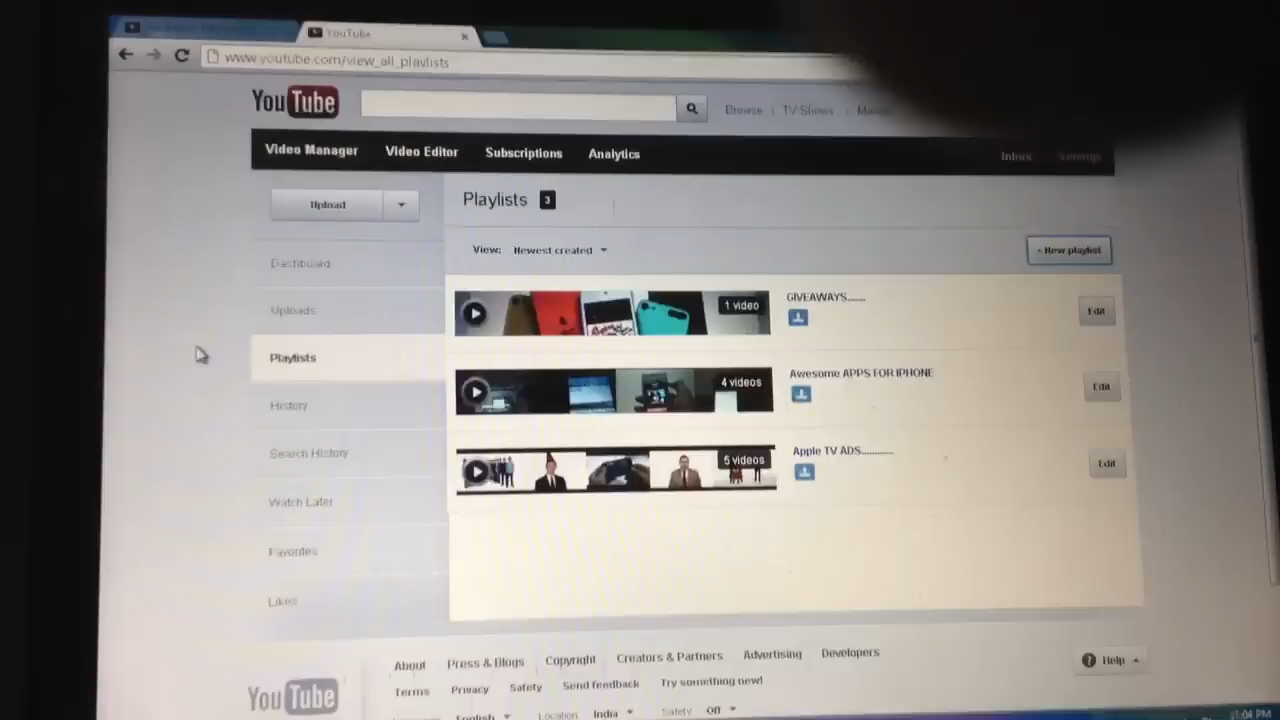 YouTube
www.youtube.com/view_all_playlists
YouTube
Browse | TV Shows |
Video Manager Video Editor Subscriptions Analytics Inbox Settings
Upload
Playlists 3
View: Newest created
+ New playlist
Dashboard
Uploads
Playlists
History
Search History
Watch Later
Favorites
Likes
1 video
GIVEAWAYS.......
Edit
4 videos
Awesome APPS FOR IPHONE
Edit
5 videos
Apple TV ADS...........
Edit
YouTube
About Press & Blogs Copyright Creators & Partners Advertising Developers
Terms Privacy Safety Send feedback Try something new!
English Location India Safety Off
Help